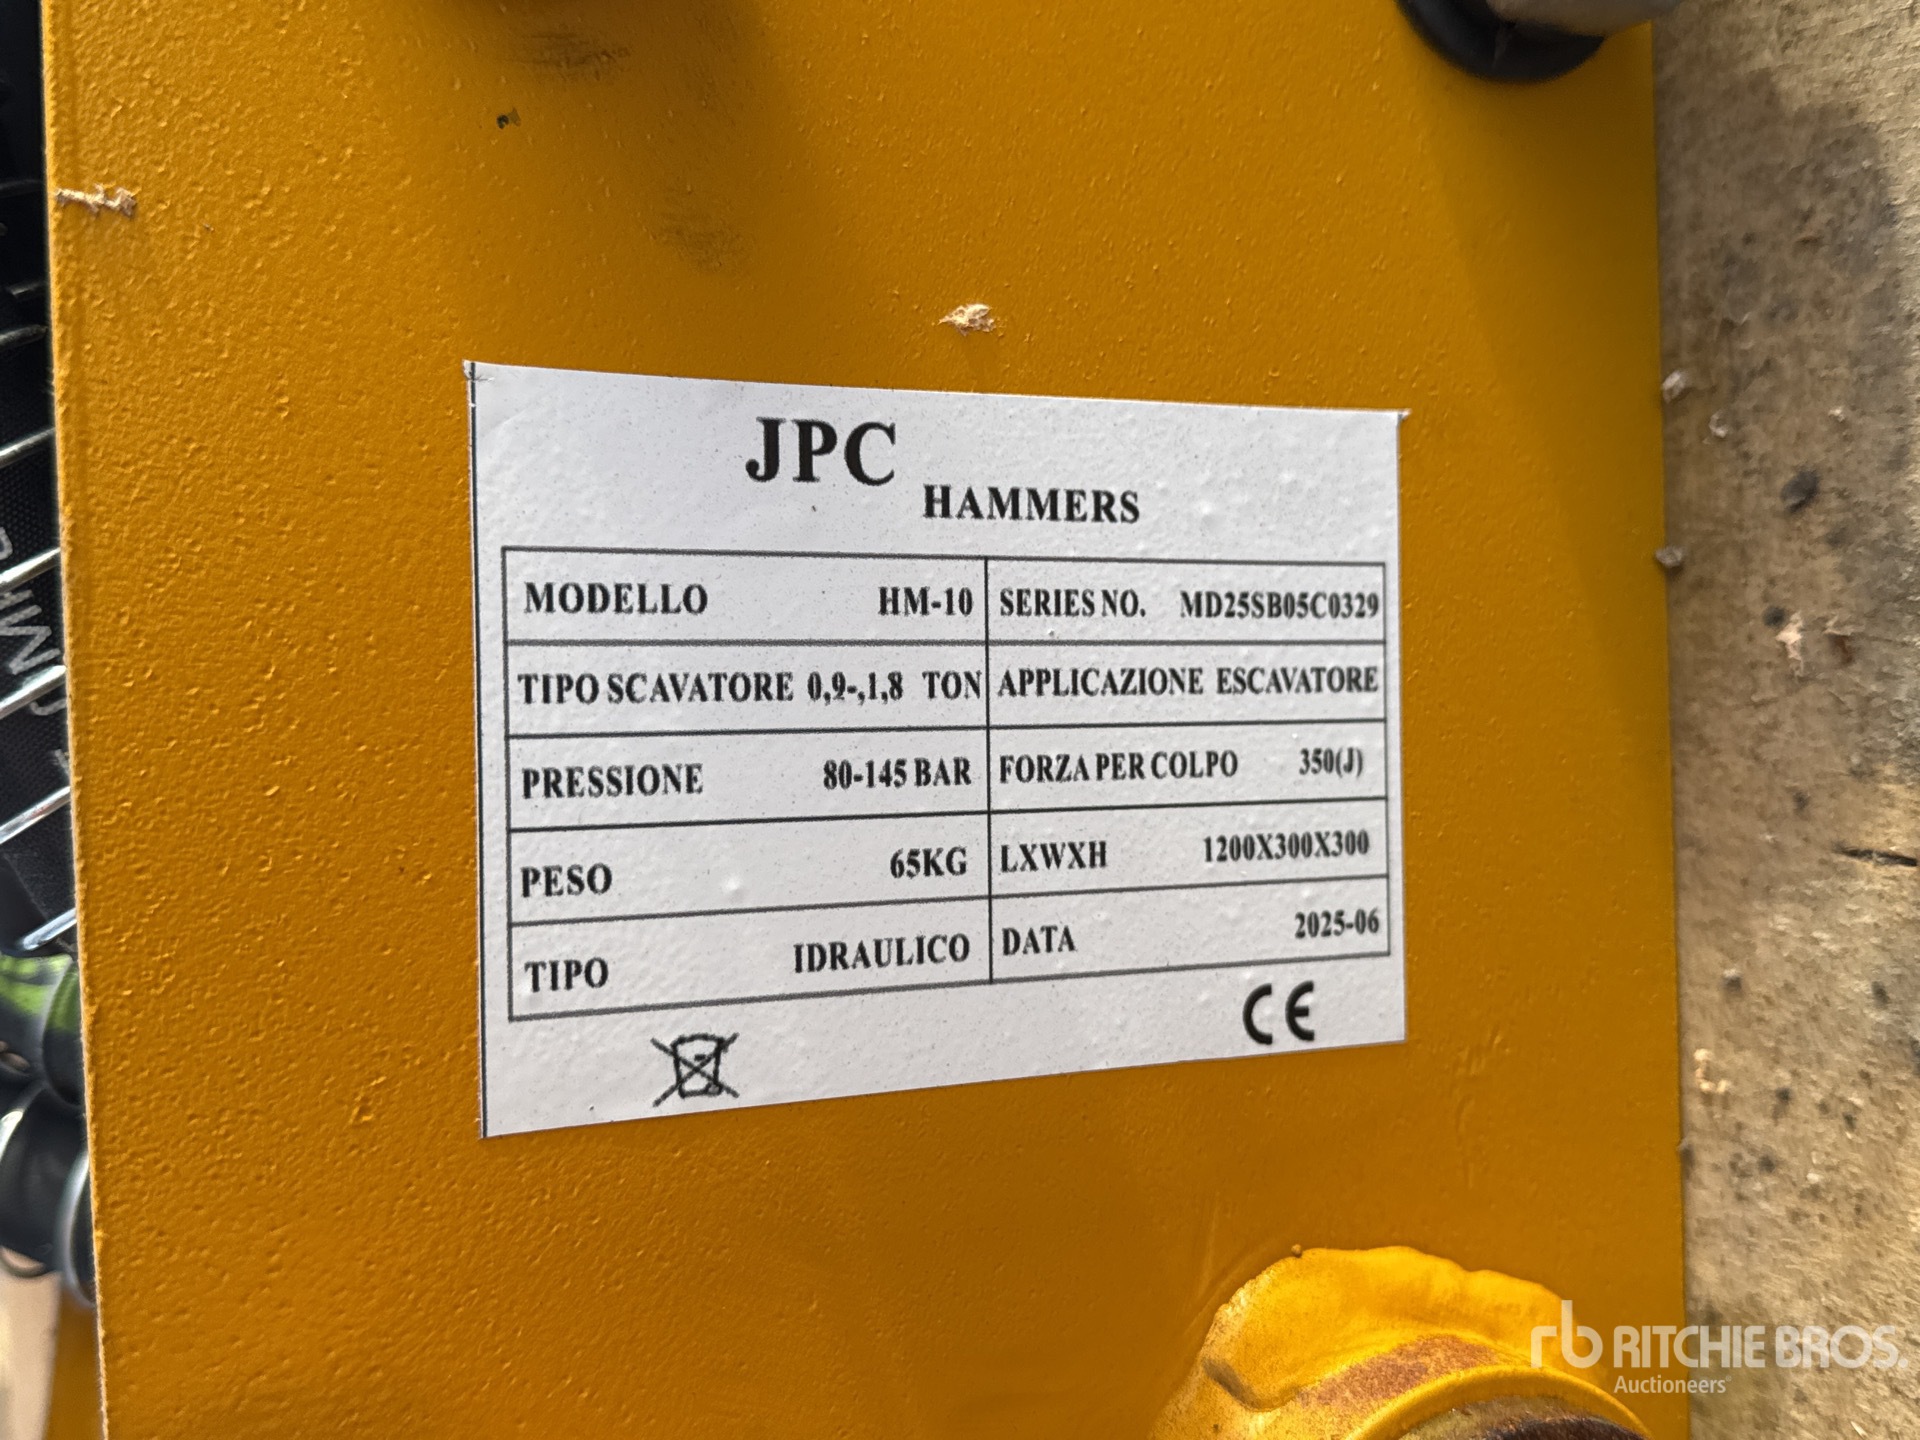 JPC
HAMMERS
MODELLO HM-10 SERIES NO. MD25SB05C0329
TIPO SCAVATORE 0,9-,1,8 TON APPLICAZIONE ESCAVATORE
PRESSIONE 80-145 BAR FORZA PER COLPO 350(J)
PESO 65KG LXWXH 1200X300X300
TIPO IDRAULICO DATA 2025-06
CE
rb RITCHIE BROS.
Auctioneers